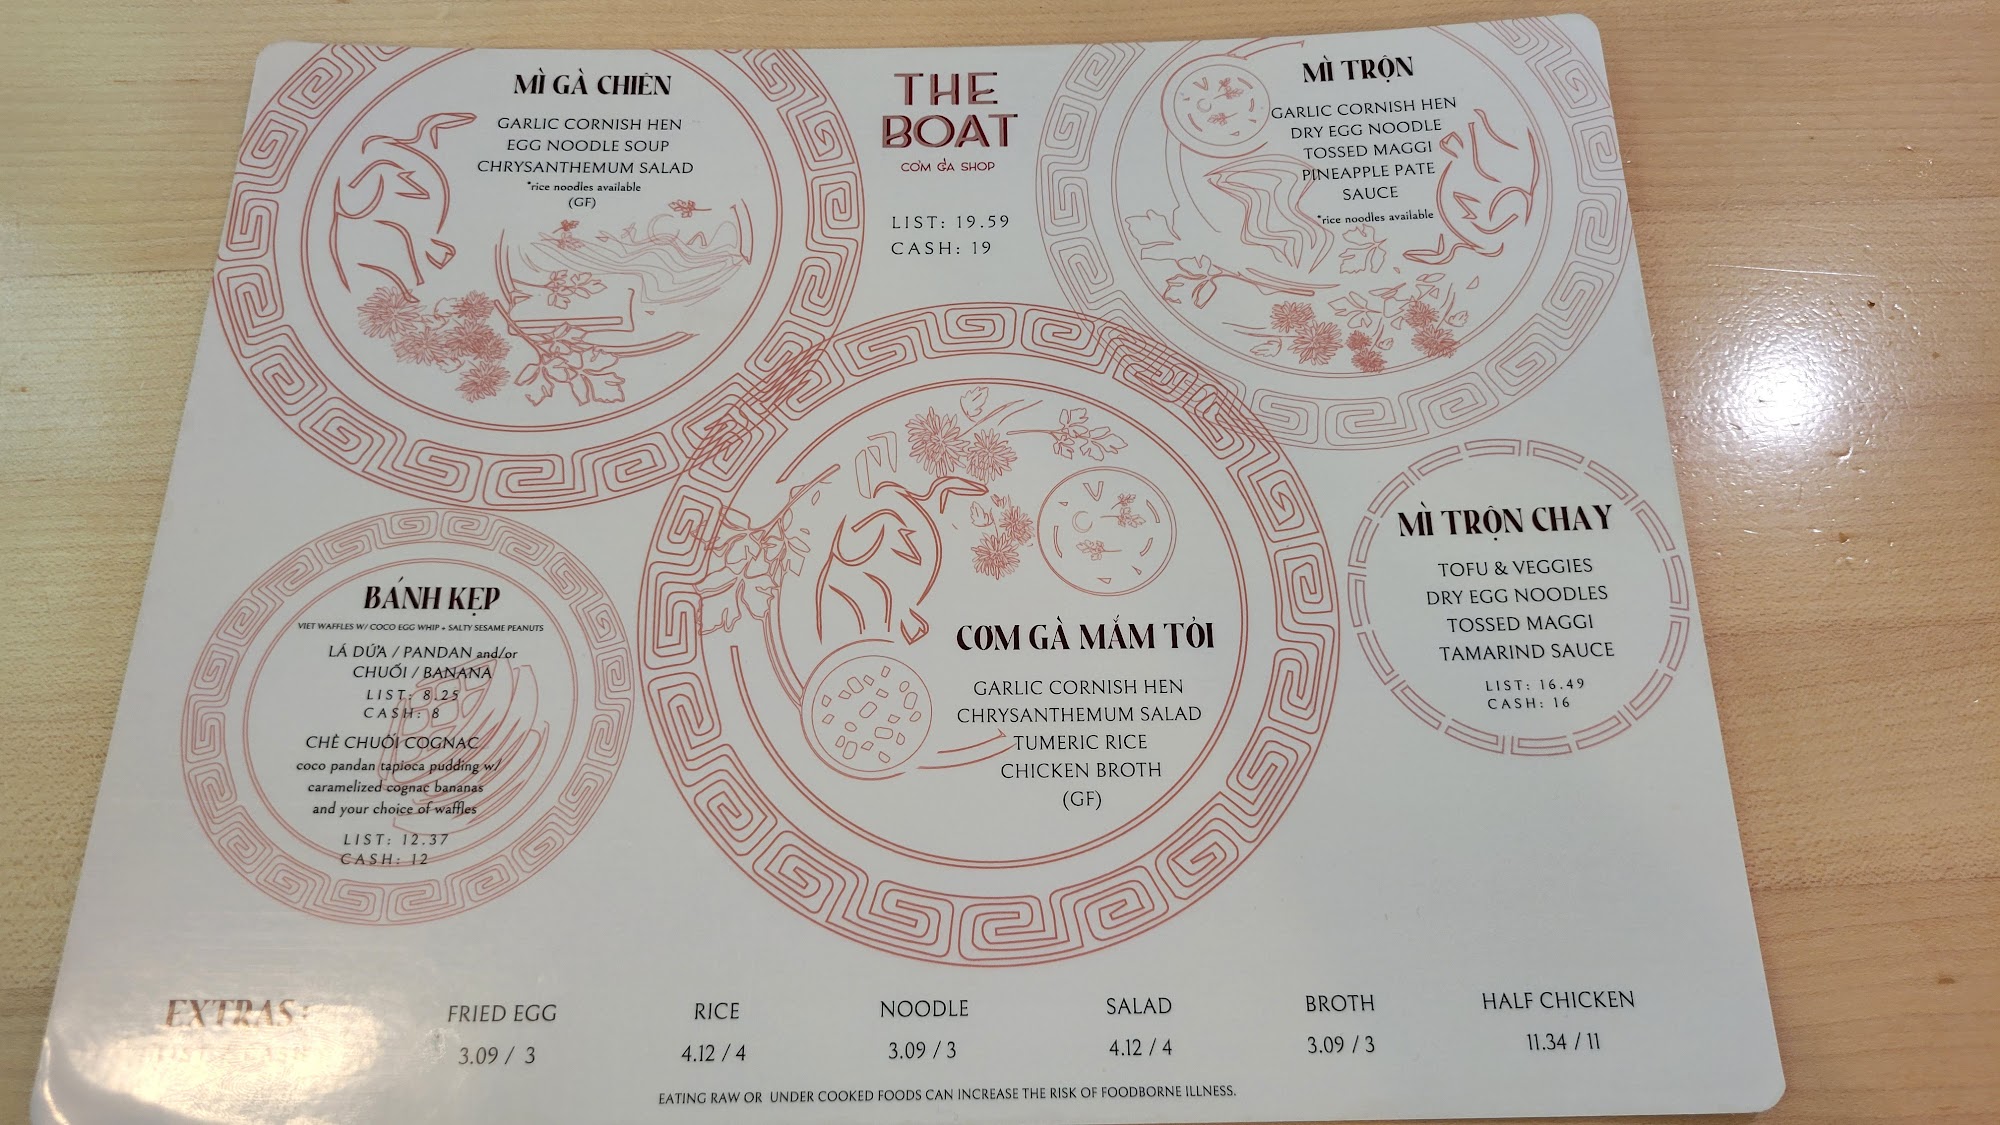 MÌ GÀ CHIÊN
GARLIC CORNISH HEN
EGG NOODLE SOUP
CHRYSANTHEMUM SALAD
*rice noodles available
(GF)
THE
BOAT
CƠM GÀ SHOP
LIST: 19.59
CASH: 19
MÌ TRỘN
GARLIC CORNISH HEN
DRY EGG NOODLE
TOSSED MAGGI
PINEAPPLE PATE
SAUCE
*rice noodles available
BÁNH KẸP
VIET WAFFLES W/ COCO EGG WHIP + SALTY SESAME PEANUTS
LÁ DỨA / PANDAN and/or
CHUỐI / BANANA
LIST: 8.25
CASH: 8
CHÈ CHUỐI COGNAC
coco pandan tapioca pudding w/
caramelized cognac bananas
and your choice of waffles
LIST: 12.37
CASH: 12
CƠM GÀ MẮM TỎI
GARLIC CORNISH HEN
CHRYSANTHEMUM SALAD
TUMERIC RICE
CHICKEN BROTH
(GF)
MÌ TRỘN CHAY
TOFU & VEGGIES
DRY EGG NOODLES
TOSSED MAGGI
TAMARIND SAUCE
LIST: 16.49
CASH: 16
EXTRAS:
LIST / CASH
FRIED EGG
3.09 / 3
RICE
4.12 / 4
NOODLE
3.09 / 3
SALAD
4.12 / 4
BROTH
3.09 / 3
HALF CHICKEN
11.34 / 11
EATING RAW OR UNDER COOKED FOODS CAN INCREASE THE RISK OF FOODBORNE ILLNESS.